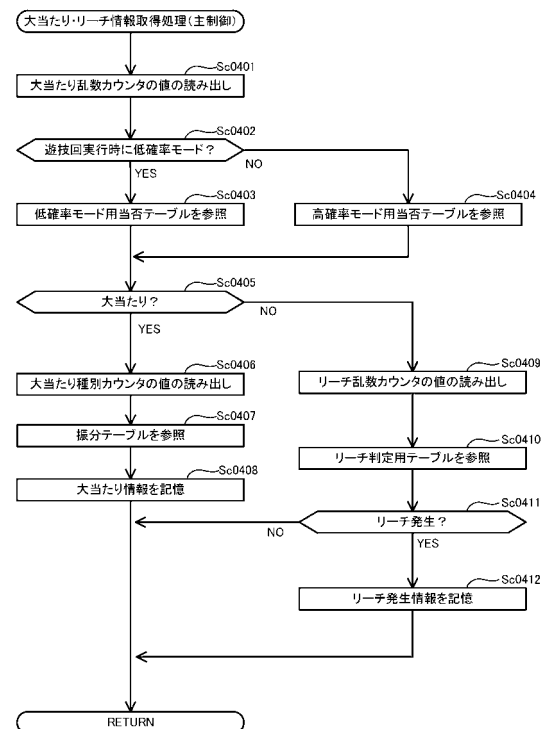 大当たり・リーチ情報取得処理(主制御)
Sc0401
大当たり乱数カウンタの値の読み出し
Sc0402
遊技回実行時に低確率モード?
YES
NO
Sc0403
低確率モード用当否テーブルを参照
Sc0404
高確率モード用当否テーブルを参照
Sc0405
大当たり?
YES
NO
Sc0406
大当たり種別カウンタの値の読み出し
Sc0409
リーチ乱数カウンタの値の読み出し
Sc0407
振分テーブルを参照
Sc0410
リーチ判定用テーブルを参照
Sc0408
大当たり情報を記憶
Sc0411
リーチ発生?
NO
YES
Sc0412
リーチ発生情報を記憶
RETURN